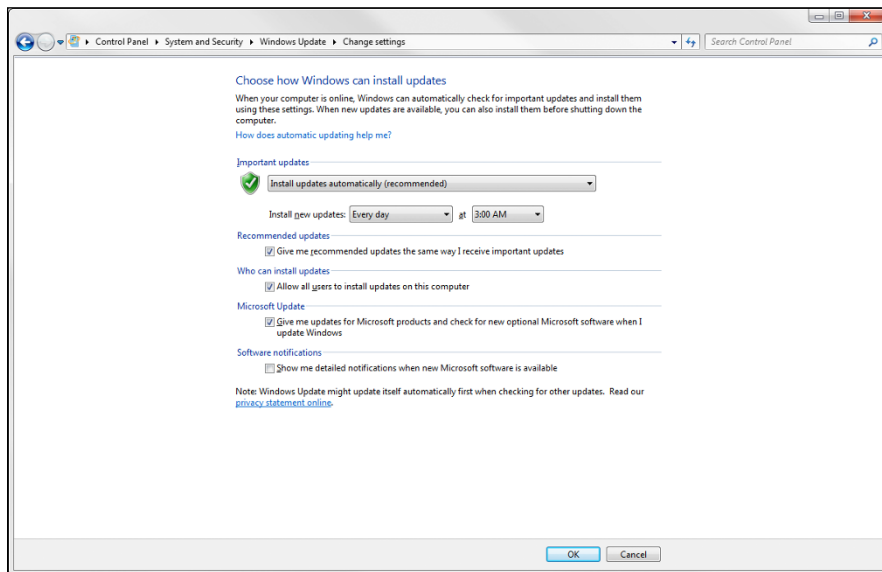 Control Panel ▸ System and Security ▸ Windows Update ▸ Change settings
Search Control Panel
Choose how Windows can install updates
When your computer is online, Windows can automatically check for important updates and install them
using these settings. When new updates are available, you can also install them before shutting down the
computer.
How does automatic updating help me?
Important updates
Install updates automatically (recommended)
Install new updates: Every day at 3:00 AM
Recommended updates
Give me recommended updates the same way I receive important updates
Who can install updates
Allow all users to install updates on this computer
Microsoft Update
Give me updates for Microsoft products and check for new optional Microsoft software when I
update Windows
Software notifications
Show me detailed notifications when new Microsoft software is available
Note: Windows Update might update itself automatically first when checking for other updates. Read our
privacy statement online.
OK Cancel